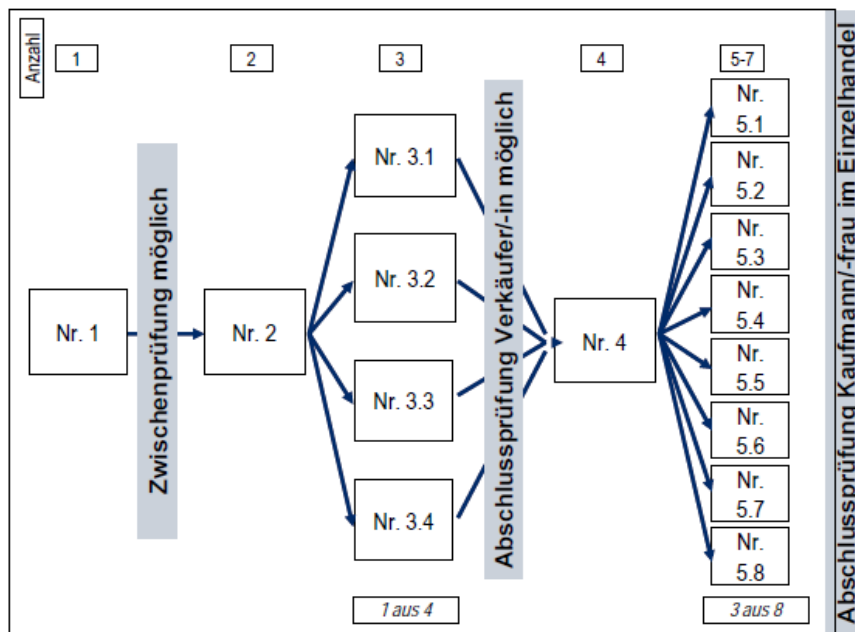 Anzahl
1
2
3
4
5-7
Zwischenprüfung möglich
Abschlussprüfung Verkäufer/-in möglich
Abschlussprüfung Kaufmann/-frau im Einzelhandel
Nr. 1
Nr. 2
Nr. 3.1
Nr. 3.2
Nr. 3.3
Nr. 3.4
Nr. 4
Nr.
5.1
Nr.
5.2
Nr.
5.3
Nr.
5.4
Nr.
5.5
Nr.
5.6
Nr.
5.7
Nr.
5.8
1 aus 4
3 aus 8